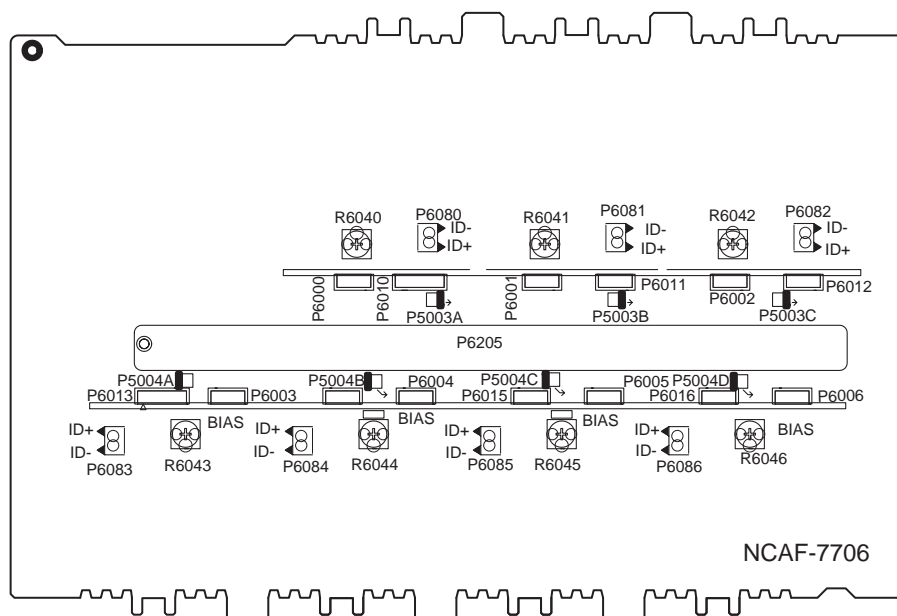 R6040 P6080 ID- ID+ R6041 P6081 ID- ID+ R6042 P6082 ID- ID+
P6000 P6010 P6001 P6011 P6002 P6012
P5003A P5003B P5003C
P6205
P5004A P5004B P6004 P5004C P6005 P5004D
P6013 P6003 P6015 P6016 P6006
BIAS BIAS BIAS BIAS
ID+ ID+ ID+ ID+
ID- ID- ID- ID-
P6083 R6043 P6084 R6044 P6085 R6045 P6086 R6046
NCAF-7706